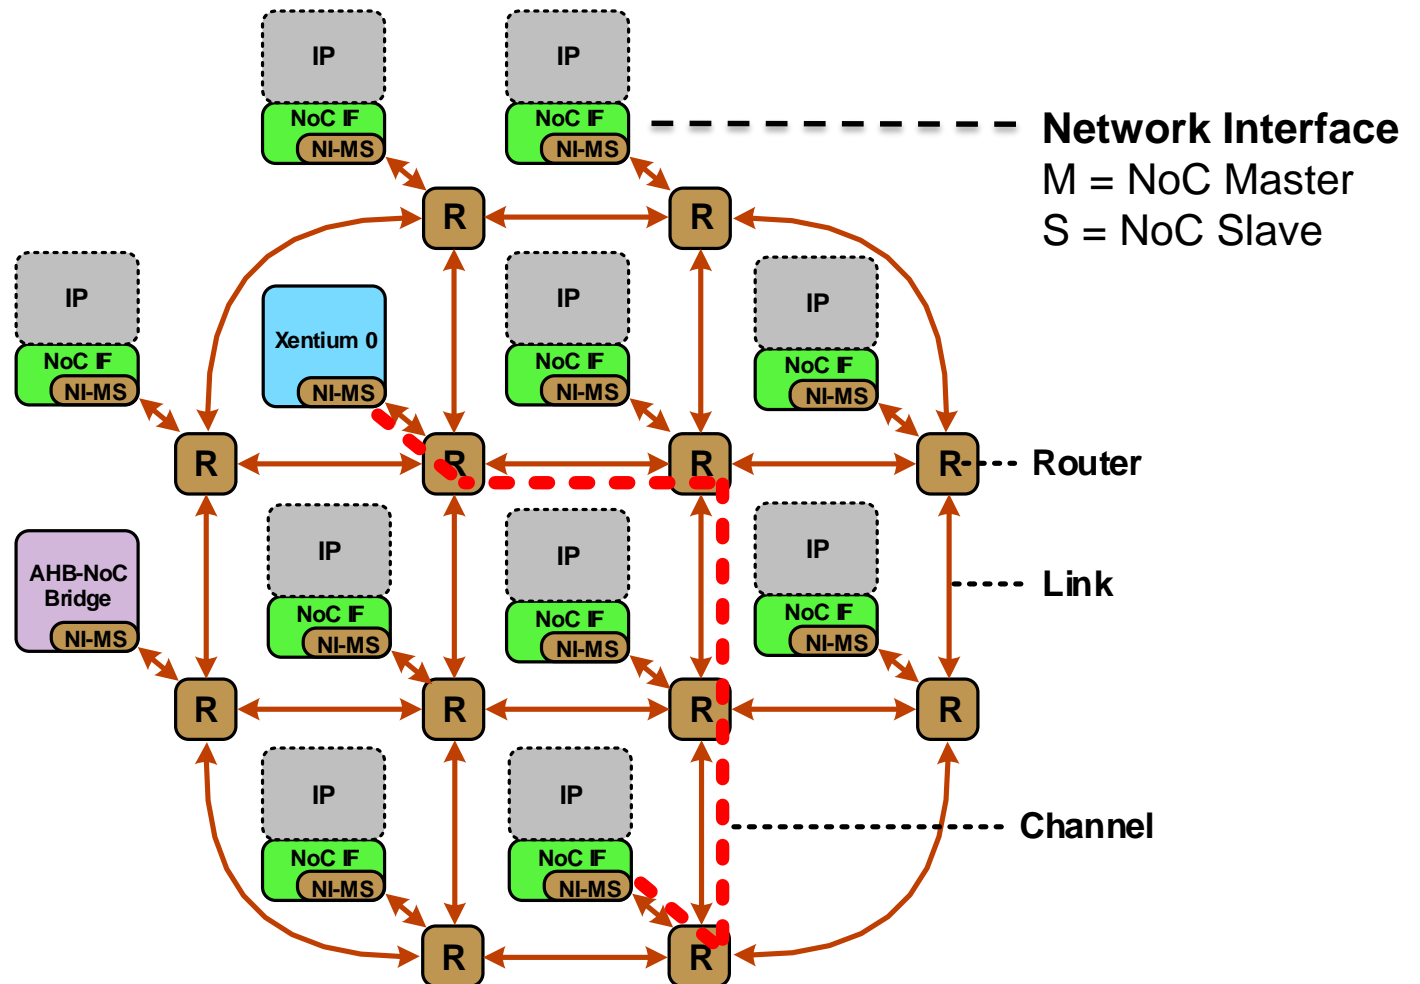 IP
IP
NoC IF
NI-MS
NoC IF
NI-MS
Network Interface
M = NoC Master
S = NoC Slave
R
R
IP
NoC IF
NI-MS
Xentium 0
NI-MS
IP
NoC IF
NI-MS
IP
NoC IF
NI-MS
R
R
R
R
Router
AHB-NoC
Bridge
NI-MS
IP
NoC IF
NI-MS
IP
NoC IF
NI-MS
IP
NoC IF
NI-MS
Link
R
R
R
R
IP
NoC IF
NI-MS
IP
NoC IF
NI-MS
Channel
R
R